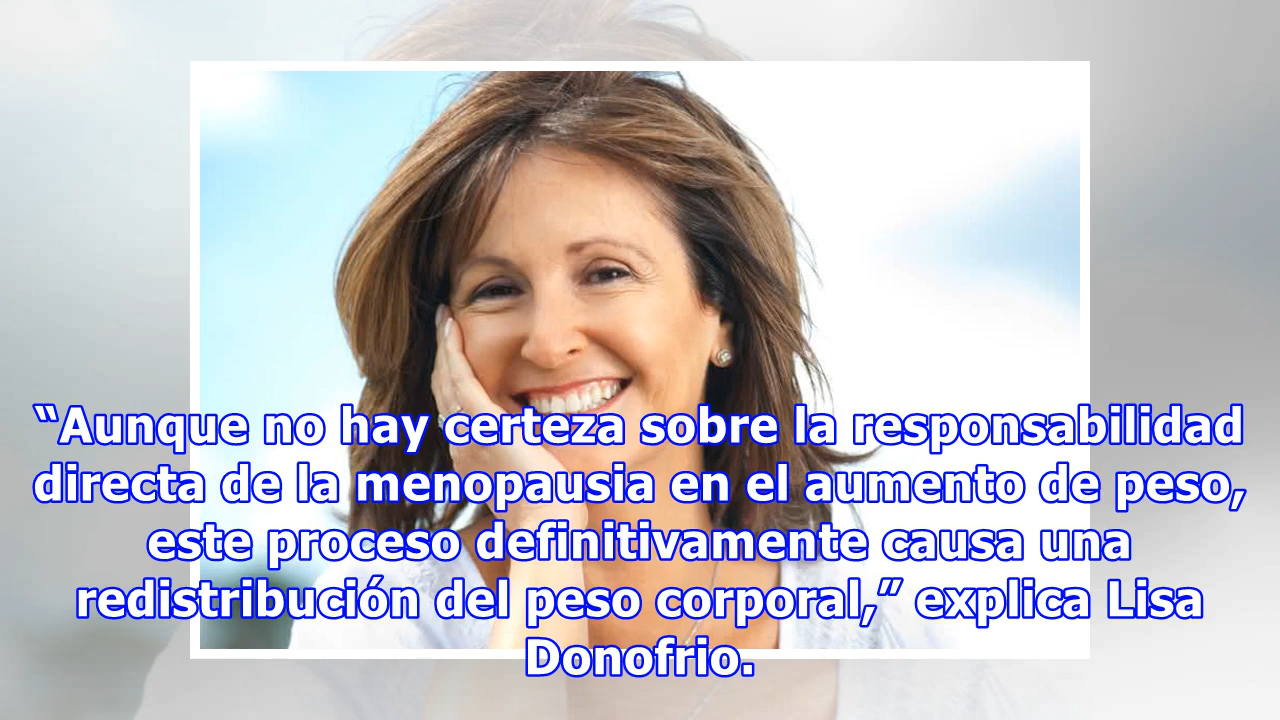 “Aunque no hay certeza sobre la responsabilidad
directa de la menopausia en el aumento de peso,
este proceso definitivamente causa una
redistribución del peso corporal,” explica Lisa
Donofrio.